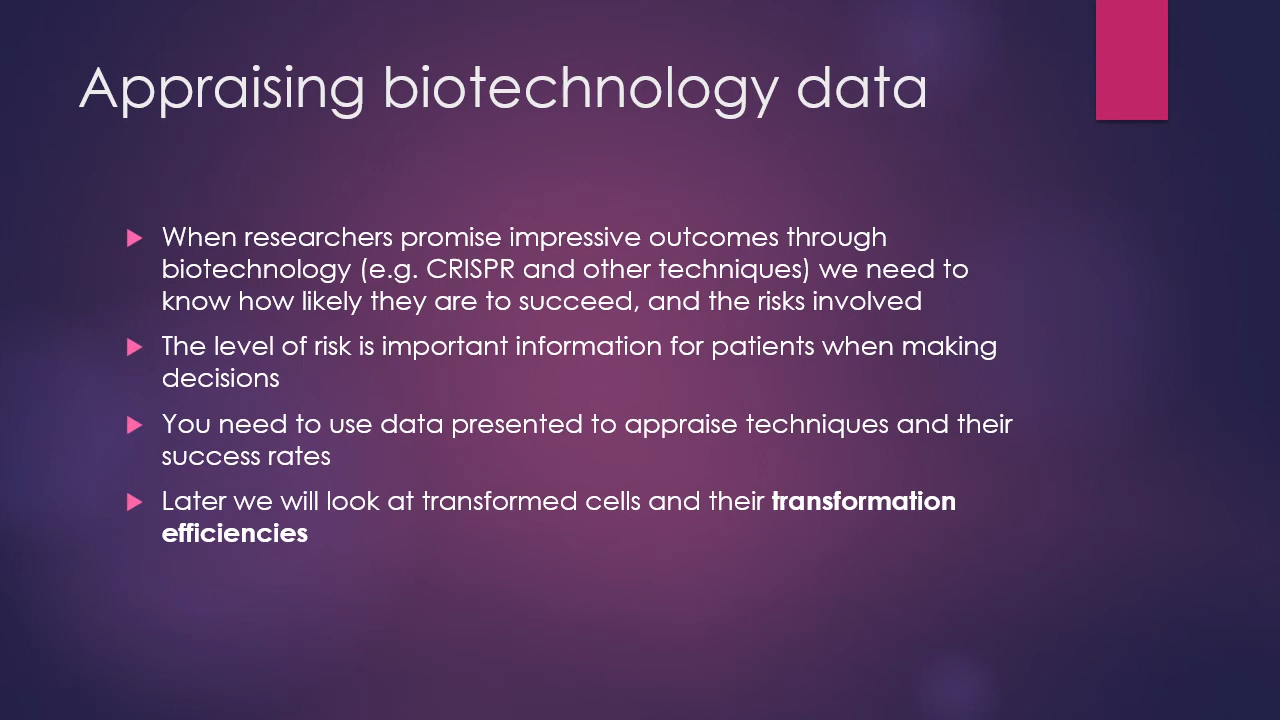 Appraising biotechnology data
When researchers promise impressive outcomes through
biotechnology (e.g. CRISPR and other techniques) we need to
know how likely they are to succeed, and the risks involved
The level of risk is important information for patients when making
decisions
You need to use data presented to appraise techniques and their
success rates
Later we will look at transformed cells and their transformation
efficiencies